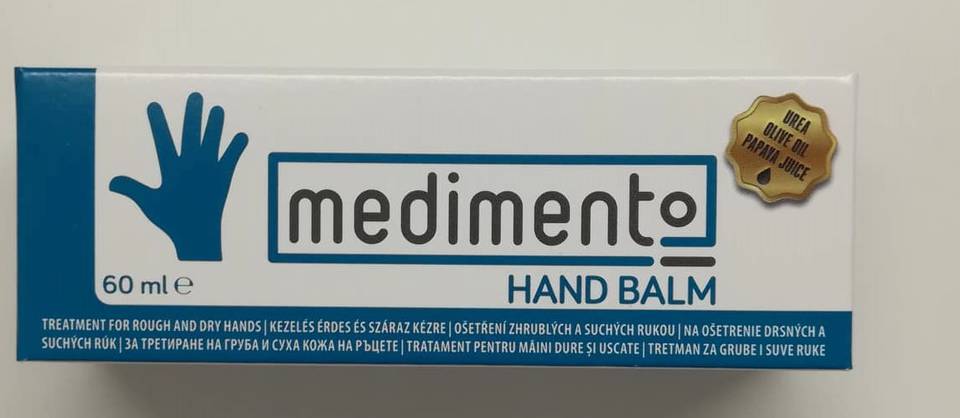 UREA
OLIVE OIL
PAPAYA JUICE
medimento
60 ml ℮
HAND BALM
TREATMENT FOR ROUGH AND DRY HANDS | KEZELÉS ÉRDES ÉS SZÁRAZ KÉZRE | OŠETŘENÍ ZHRUBLÝCH A SUCHÝCH RUKOU | NA OŠETRENIE DRSNÝCH A
SUCHÝCH RÚK | ЗА ТРЕТИРАНЕ НА ГРУБА И СУХА КОЖА НА РЪЦЕТЕ | TRATAMENT PENTRU MÂINI DURE ȘI USCATE | TRETMAN ZA GRUBE I SUVE RUKE